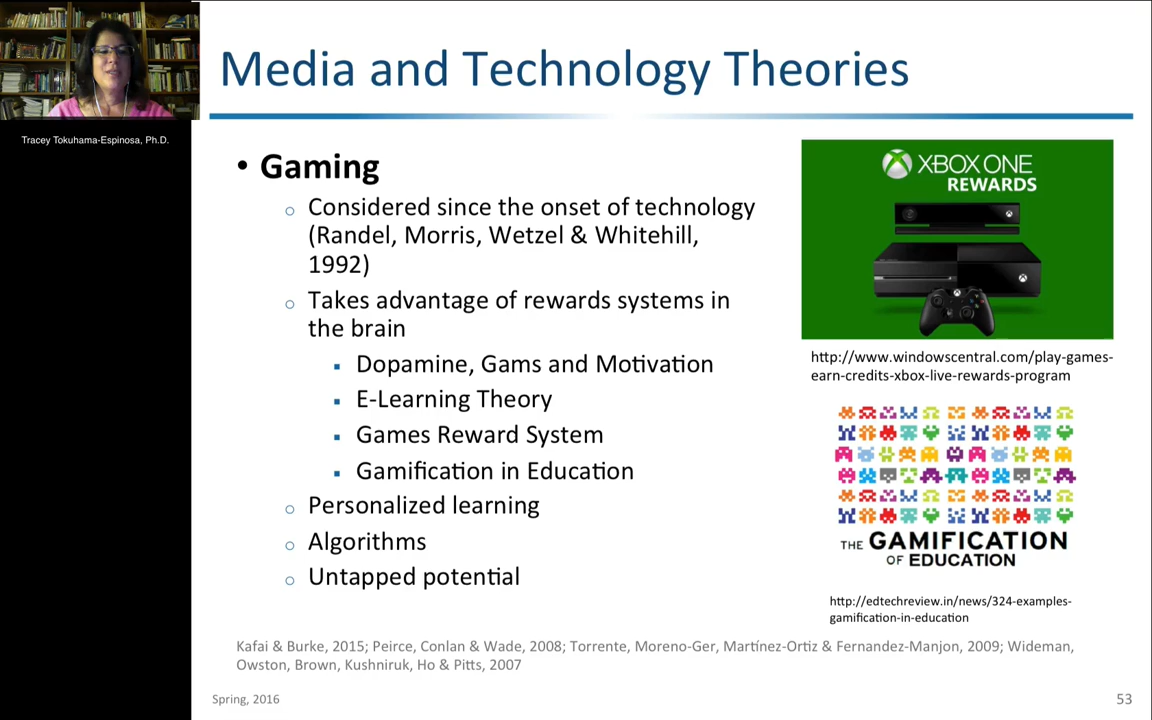 Media and Technology Theories
Tracey Tokuhama-Espinosa, Ph.D.
• Gaming
○ Considered since the onset of technology
(Randel, Morris, Wetzel & Whitehill,
1992)
○ Takes advantage of rewards systems in
the brain
▪ Dopamine, Gams and Motivation
▪ E-Learning Theory
▪ Games Reward System
▪ Gamification in Education
○ Personalized learning
○ Algorithms
○ Untapped potential
XBOX ONE
REWARDS
http://www.windowscentral.com/play-games-
earn-credits-xbox-live-rewards-program
THE GAMIFICATION
OF EDUCATION
http://edtechreview.in/news/324-examples-
gamification-in-education
Kafai & Burke, 2015; Peirce, Conlan & Wade, 2008; Torrente, Moreno-Ger, Martínez-Ortiz & Fernandez-Manjon, 2009; Wideman,
Owston, Brown, Kushniruk, Ho & Pitts, 2007
Spring, 2016
53